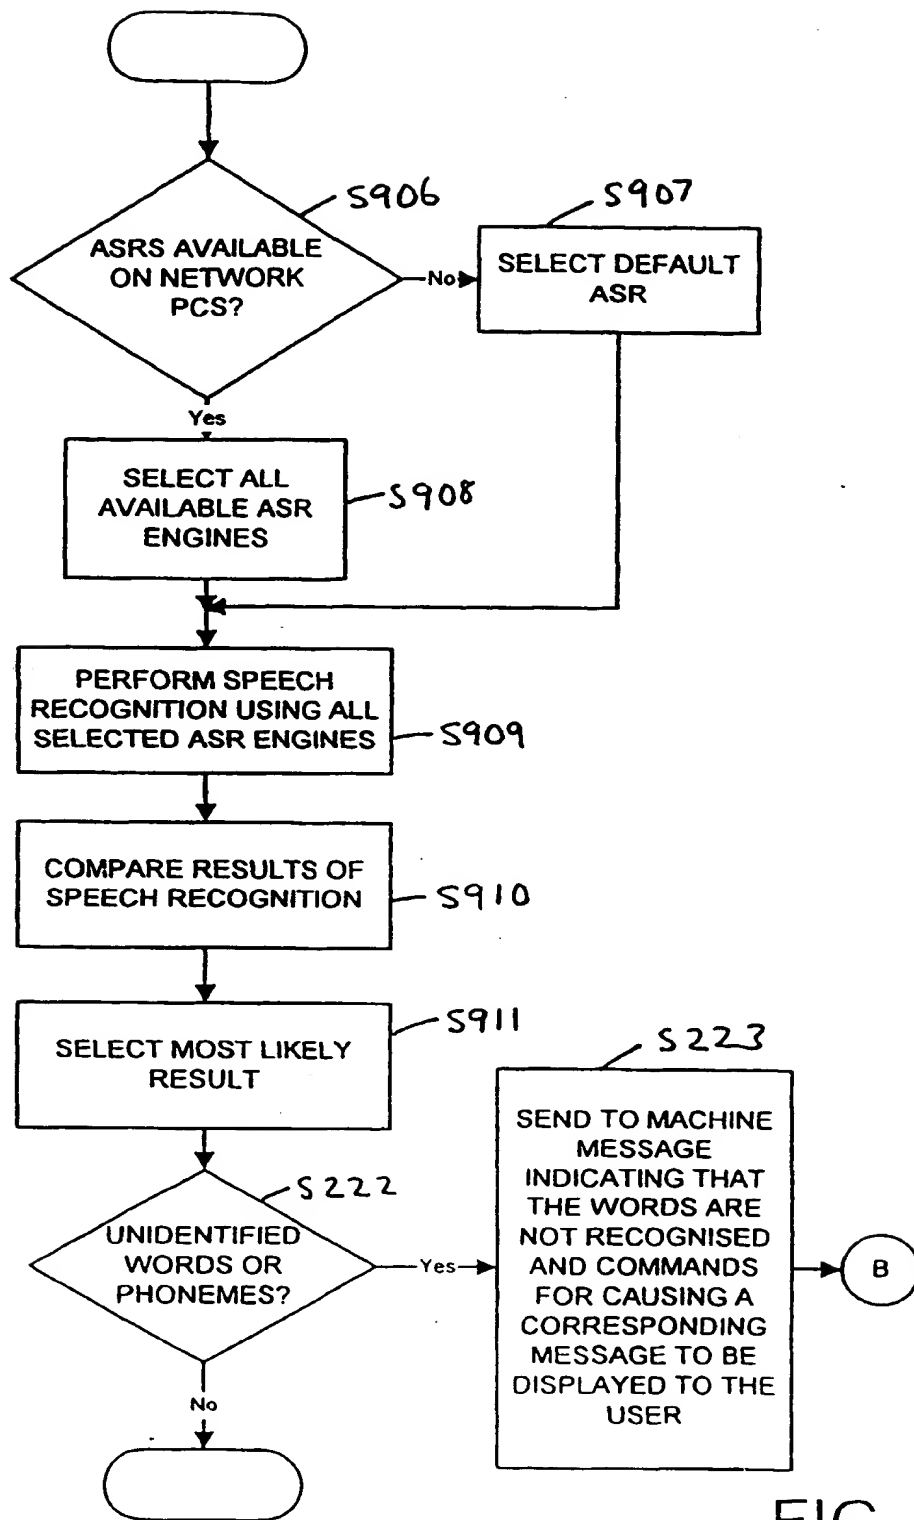 S906
ASRS AVAILABLE
ON NETWORK
PCS?
No
S907
SELECT DEFAULT
ASR
Yes
SELECT ALL
AVAILABLE ASR
ENGINES
S908
PERFORM SPEECH
RECOGNITION USING ALL
SELECTED ASR ENGINES
S909
COMPARE RESULTS OF
SPEECH RECOGNITION
S910
SELECT MOST LIKELY
RESULT
S911
S222
UNIDENTIFIED
WORDS OR
PHONEMES?
Yes
S223
SEND TO MACHINE
MESSAGE
INDICATING THAT
THE WORDS ARE
NOT RECOGNISED
AND COMMANDS
FOR CAUSING A
CORRESPONDING
MESSAGE TO BE
DISPLAYED TO THE
USER
B
No
FIG